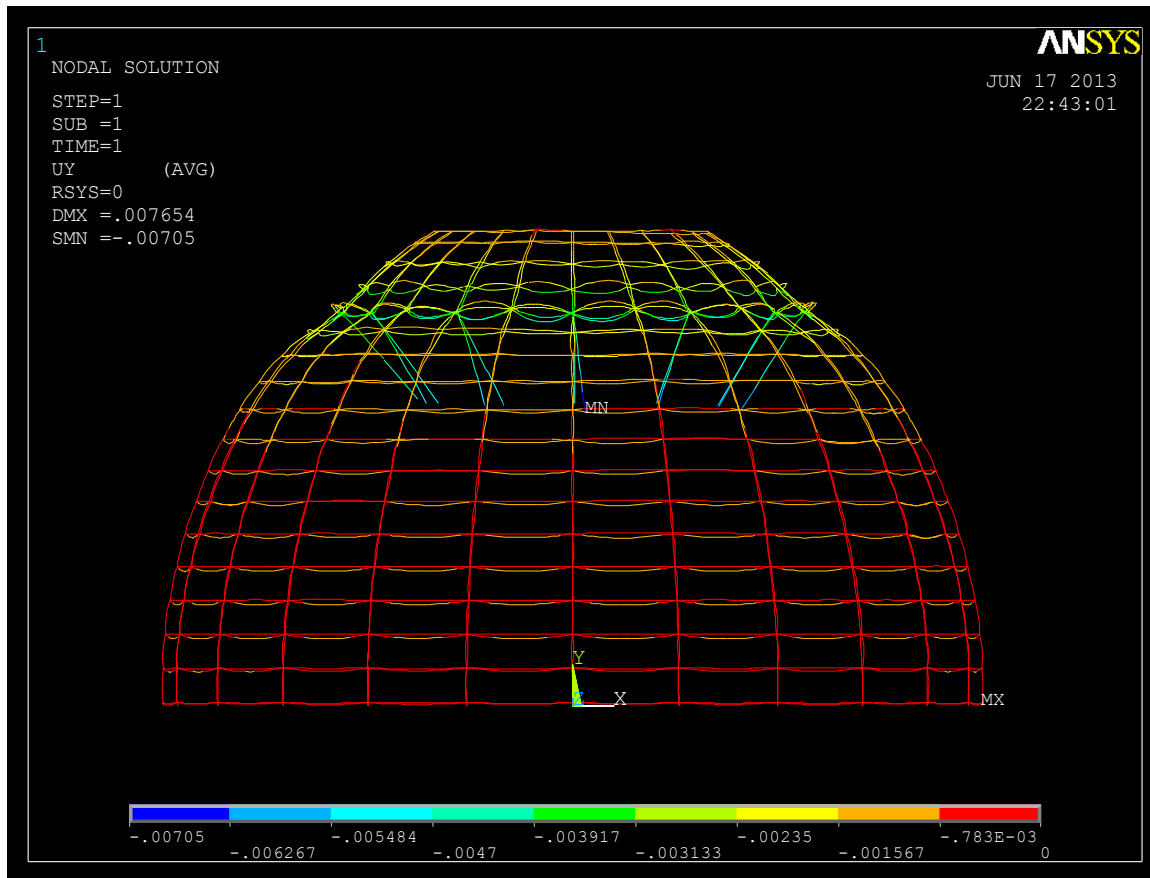 1
ANSYS
NODAL SOLUTION
JUN 17 2013
22:43:01
STEP=1
SUB =1
TIME=1
UY (AVG)
RSYS=0
DMX =.007654
SMN =-.00705
MN
Y
Z
X
MX
-.00705 -.005484 -.003917 -.00235 -.783E-03
-.006267 -.0047 -.003133 -.001567 0